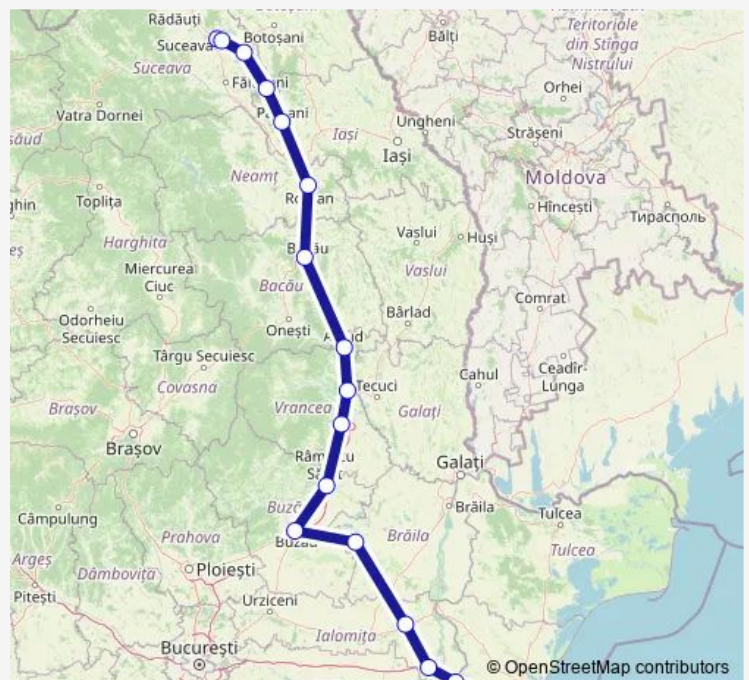 Rădăuți
Botoșani
Suceava
Suceava
Bălți
Teritoriale
din Stînga
Nistrului
Orhei
Vatra Dornei
Ungheni
Strășeni
Iași
Iași
Moldova
Neamț
Toplița
Hîncești
Тирасполь
Harghita
Vaslui
Huși
Miercurea
Ciuc
Bacău
Vaslui
Comrat
Odorheiu
Secuiesc
Onești
Bârlad
Târgu Secuiesc
Covasna
Tecuci
Cahul
Ceadîr-
Lunga
Brașov
Vrancea
Galați
Brașov
Galați
Câmpulung
Brăila
Tulcea
Prahova
Buzău
Brăila
Tulcea
Argeș
Dâmbovița
Ploiești
Pitești
Urziceni
Ialomița
București
© OpenStreetMap contributors